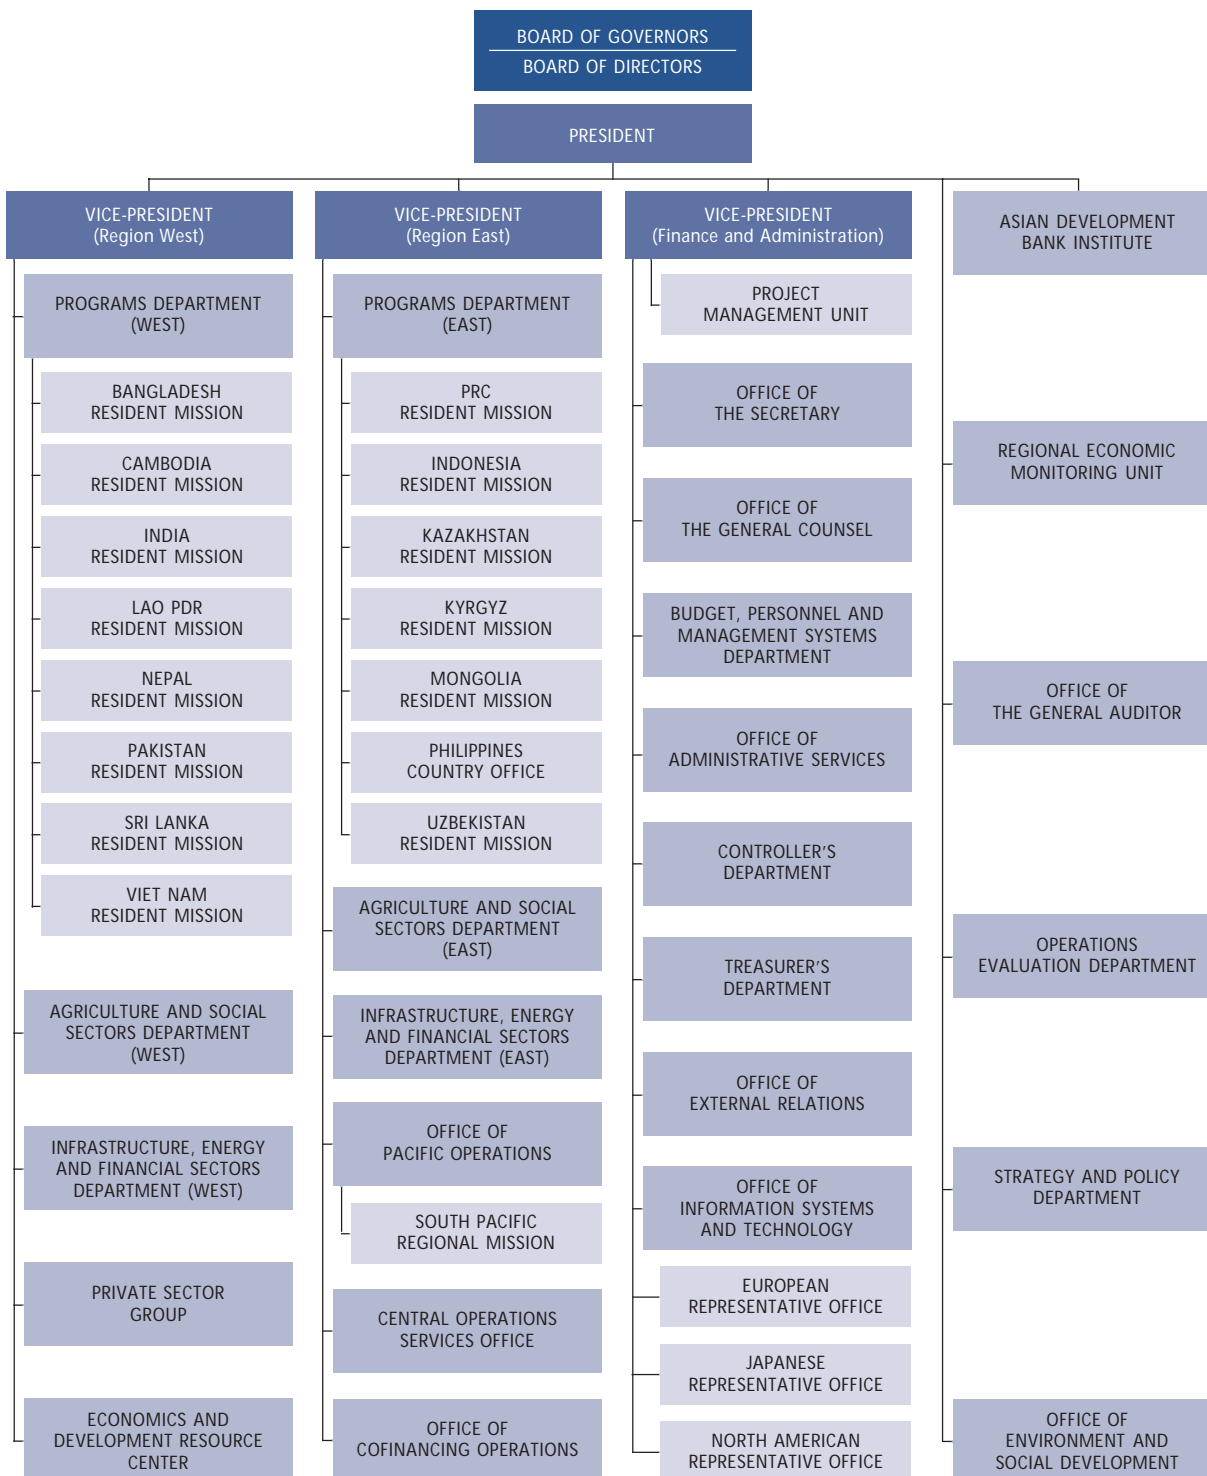 BOARD OF GOVERNORS
BOARD OF DIRECTORS
PRESIDENT
VICE-PRESIDENT
(Region West)
PROGRAMS DEPARTMENT
(WEST)
BANGLADESH
RESIDENT MISSION
CAMBODIA
RESIDENT MISSION
INDIA
RESIDENT MISSION
LAO PDR
RESIDENT MISSION
NEPAL
RESIDENT MISSION
PAKISTAN
RESIDENT MISSION
SRI LANKA
RESIDENT MISSION
VIET NAM
RESIDENT MISSION
AGRICULTURE AND SOCIAL
SECTORS DEPARTMENT
(WEST)
INFRASTRUCTURE, ENERGY
AND FINANCIAL SECTORS
DEPARTMENT (WEST)
PRIVATE SECTOR
GROUP
ECONOMICS AND
DEVELOPMENT RESOURCE
CENTER
VICE-PRESIDENT
(Region East)
PROGRAMS DEPARTMENT
(EAST)
PRC
RESIDENT MISSION
INDONESIA
RESIDENT MISSION
KAZAKHSTAN
RESIDENT MISSION
KYRGYZ
RESIDENT MISSION
MONGOLIA
RESIDENT MISSION
PHILIPPINES
COUNTRY OFFICE
UZBEKISTAN
RESIDENT MISSION
AGRICULTURE AND SOCIAL
SECTORS DEPARTMENT
(EAST)
INFRASTRUCTURE, ENERGY
AND FINANCIAL SECTORS
DEPARTMENT (EAST)
OFFICE OF
PACIFIC OPERATIONS
SOUTH PACIFIC
REGIONAL MISSION
CENTRAL OPERATIONS
SERVICES OFFICE
OFFICE OF
COFINANCING OPERATIONS
VICE-PRESIDENT
(Finance and Administration)
PROJECT
MANAGEMENT UNIT
OFFICE OF
THE SECRETARY
OFFICE OF
THE GENERAL COUNSEL
BUDGET, PERSONNEL AND
MANAGEMENT SYSTEMS
DEPARTMENT
OFFICE OF
ADMINISTRATIVE SERVICES
CONTROLLER'S
DEPARTMENT
TREASURER'S
DEPARTMENT
OFFICE OF
EXTERNAL RELATIONS
OFFICE OF
INFORMATION SYSTEMS
AND TECHNOLOGY
EUROPEAN
REPRESENTATIVE OFFICE
JAPANESE
REPRESENTATIVE OFFICE
NORTH AMERICAN
REPRESENTATIVE OFFICE
ASIAN DEVELOPMENT
BANK INSTITUTE
REGIONAL ECONOMIC
MONITORING UNIT
OFFICE OF
THE GENERAL AUDITOR
OPERATIONS
EVALUATION DEPARTMENT
STRATEGY AND POLICY
DEPARTMENT
OFFICE OF
ENVIRONMENT AND
SOCIAL DEVELOPMENT